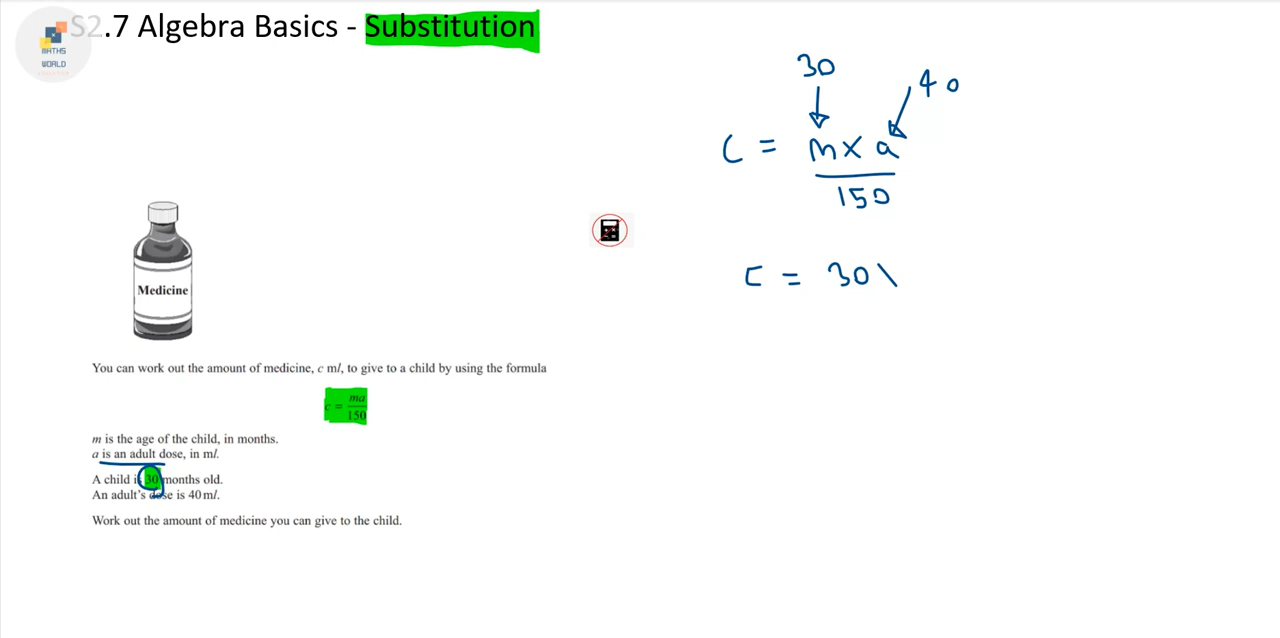 S2.7 Algebra Basics - Substitution
MATHS
WORLD
30
40
C = m × a
150
C = 30 \
Medicine
You can work out the amount of medicine, c ml, to give to a child by using the formula
c = ma
150
m is the age of the child, in months.
a is an adult dose, in ml.
A child is 30 months old.
An adult's dose is 40 ml.
Work out the amount of medicine you can give to the child.